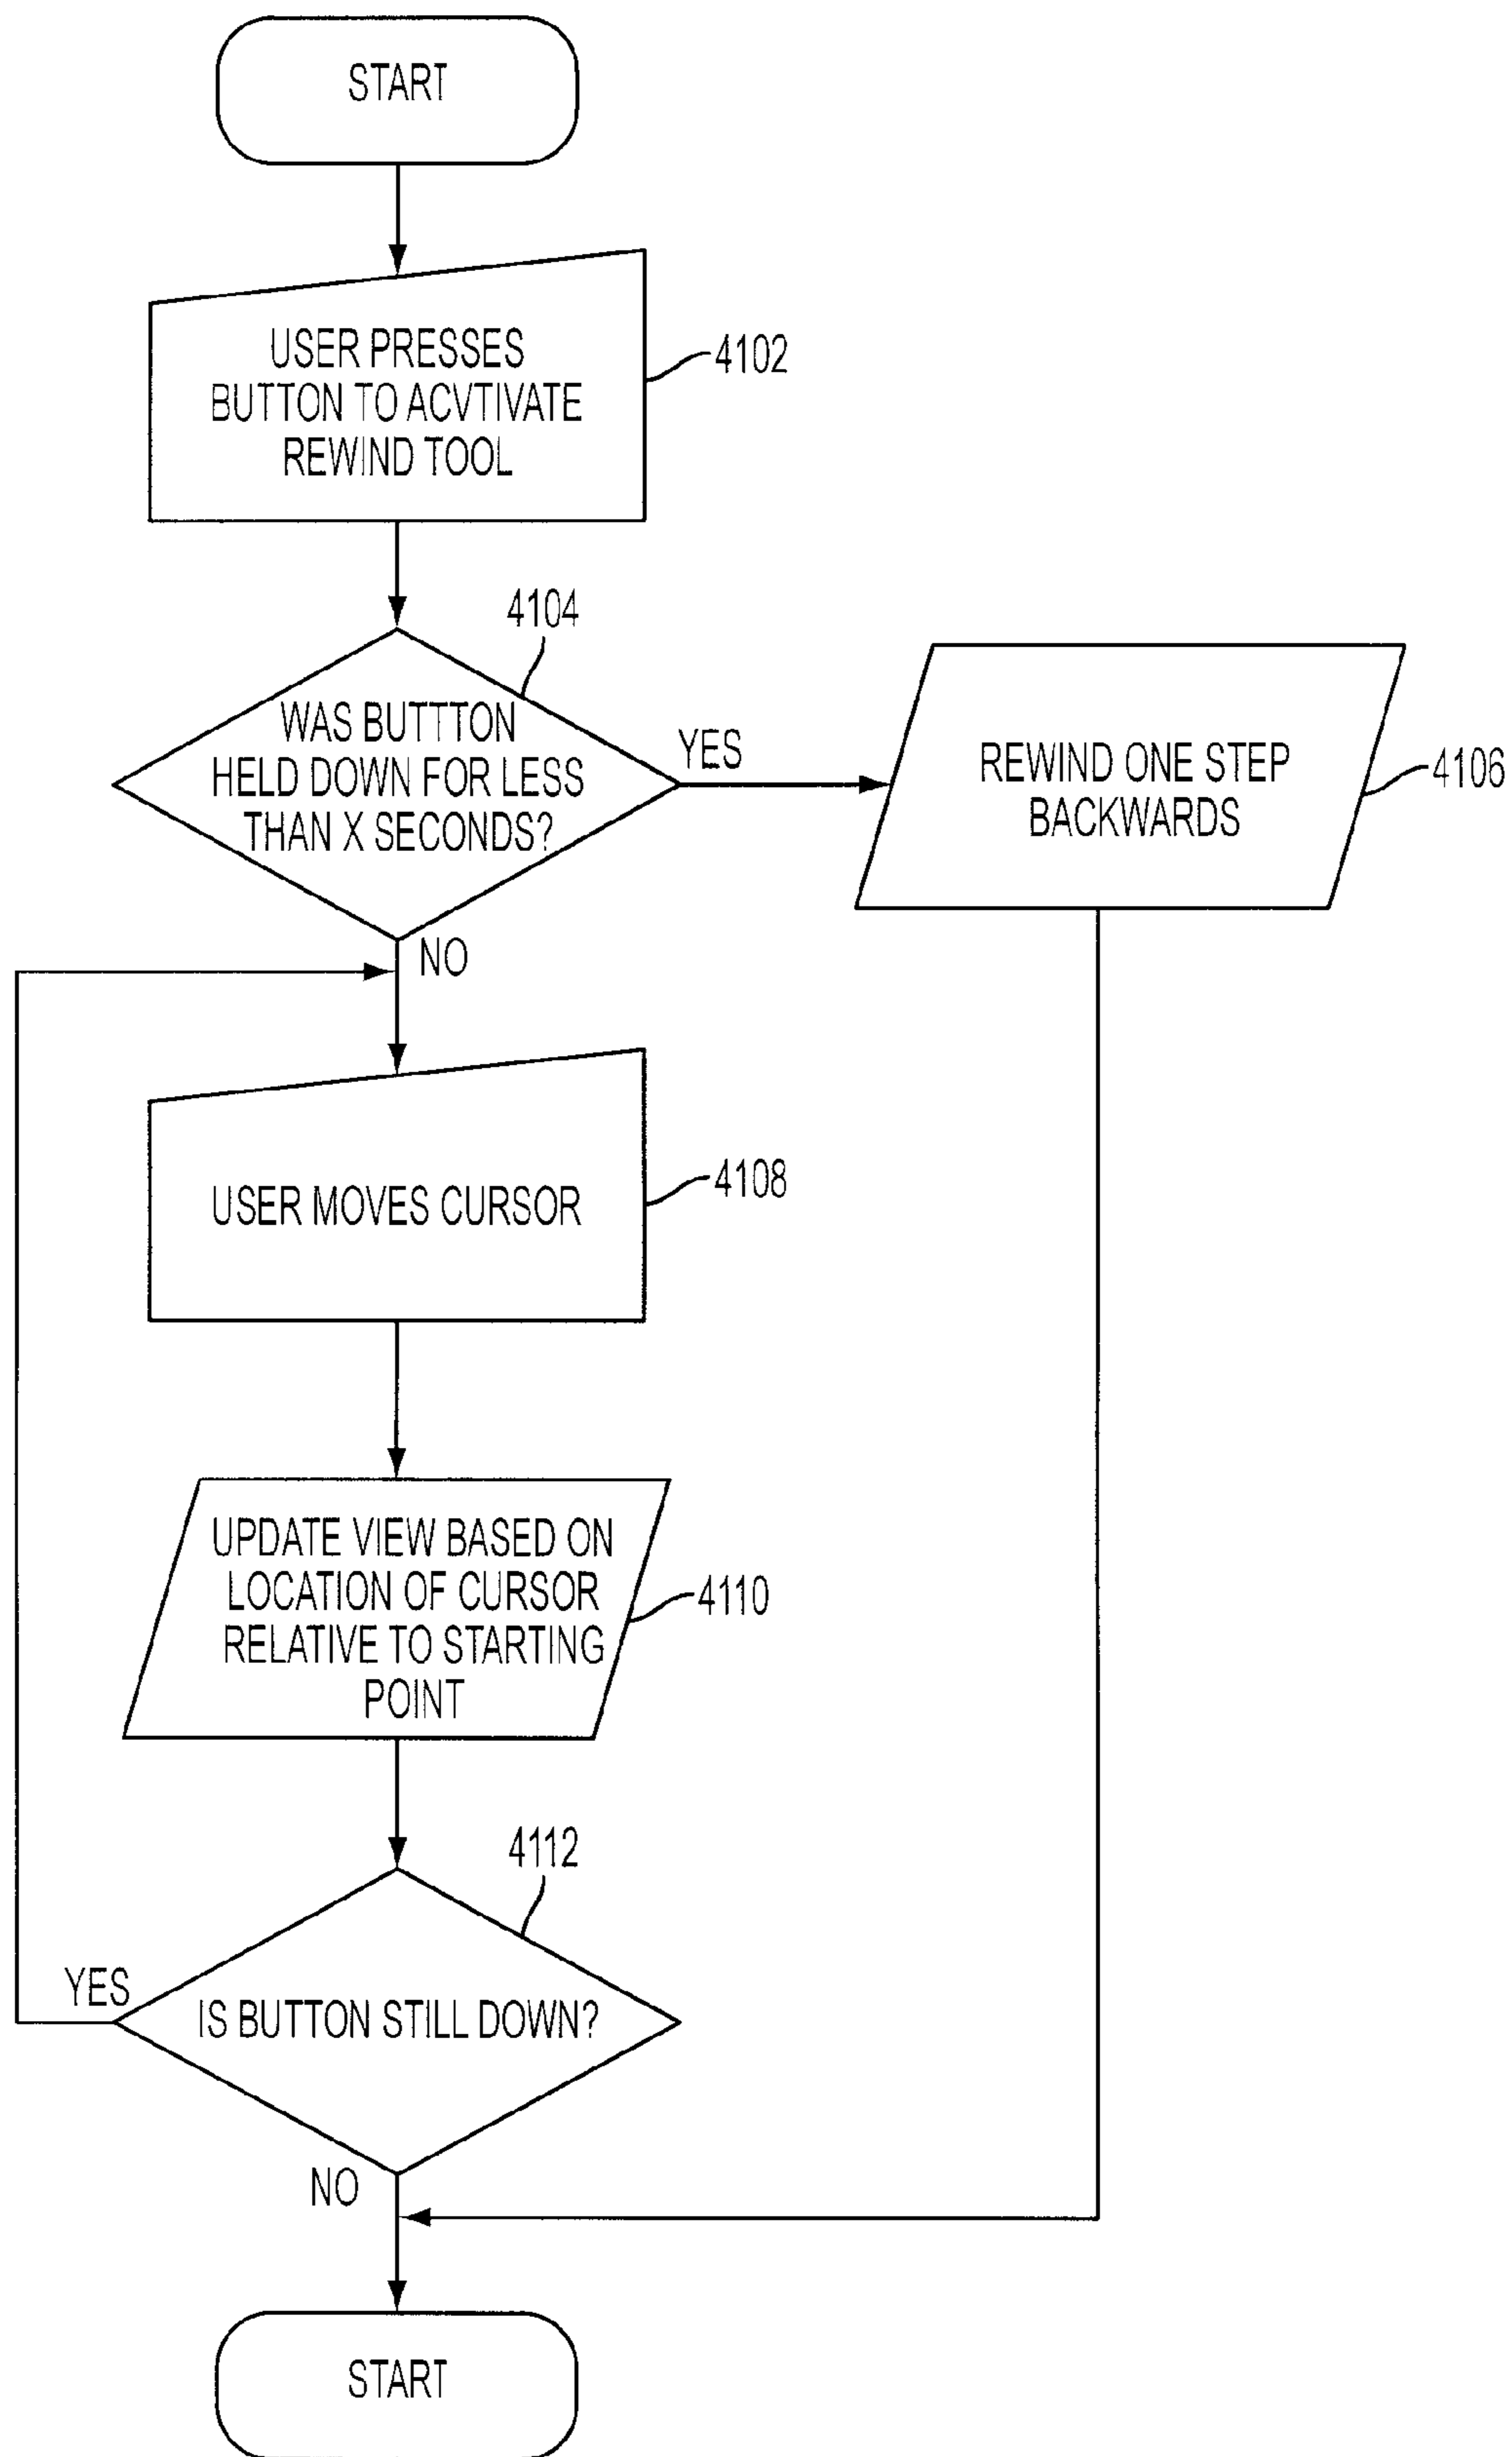 START
USER PRESSES
BUTTON TO ACVTIVATE
REWIND TOOL
4102
4104
WAS BUTTTON
HELD DOWN FOR LESS
THAN X SECONDS?
YES
REWIND ONE STEP
BACKWARDS
4106
NO
USER MOVES CURSOR
4108
UPDATE VIEW BASED ON
LOCATION OF CURSOR
RELATIVE TO STARTING
POINT
4110
4112
IS BUTTON STILL DOWN?
YES
NO
START